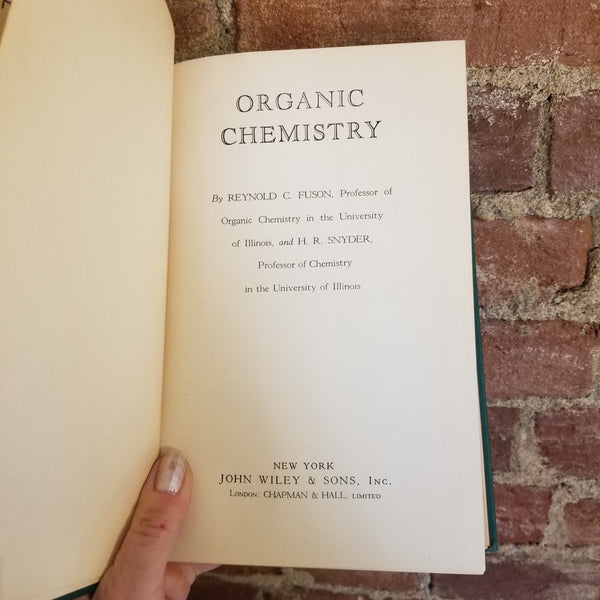 ORGANIC
CHEMISTRY
By REYNOLD C. FUSON, Professor of
Organic Chemistry in the University
of Illinois, and H. R. SNYDER,
Professor of Chemistry
in the University of Illinois
NEW YORK
JOHN WILEY & SONS, Inc.
London: CHAPMAN & HALL, LIMITED